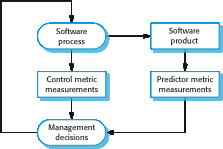 Software
process
Software
product
Control metric
measurements
Predictor metric
measurements
Management
decisions